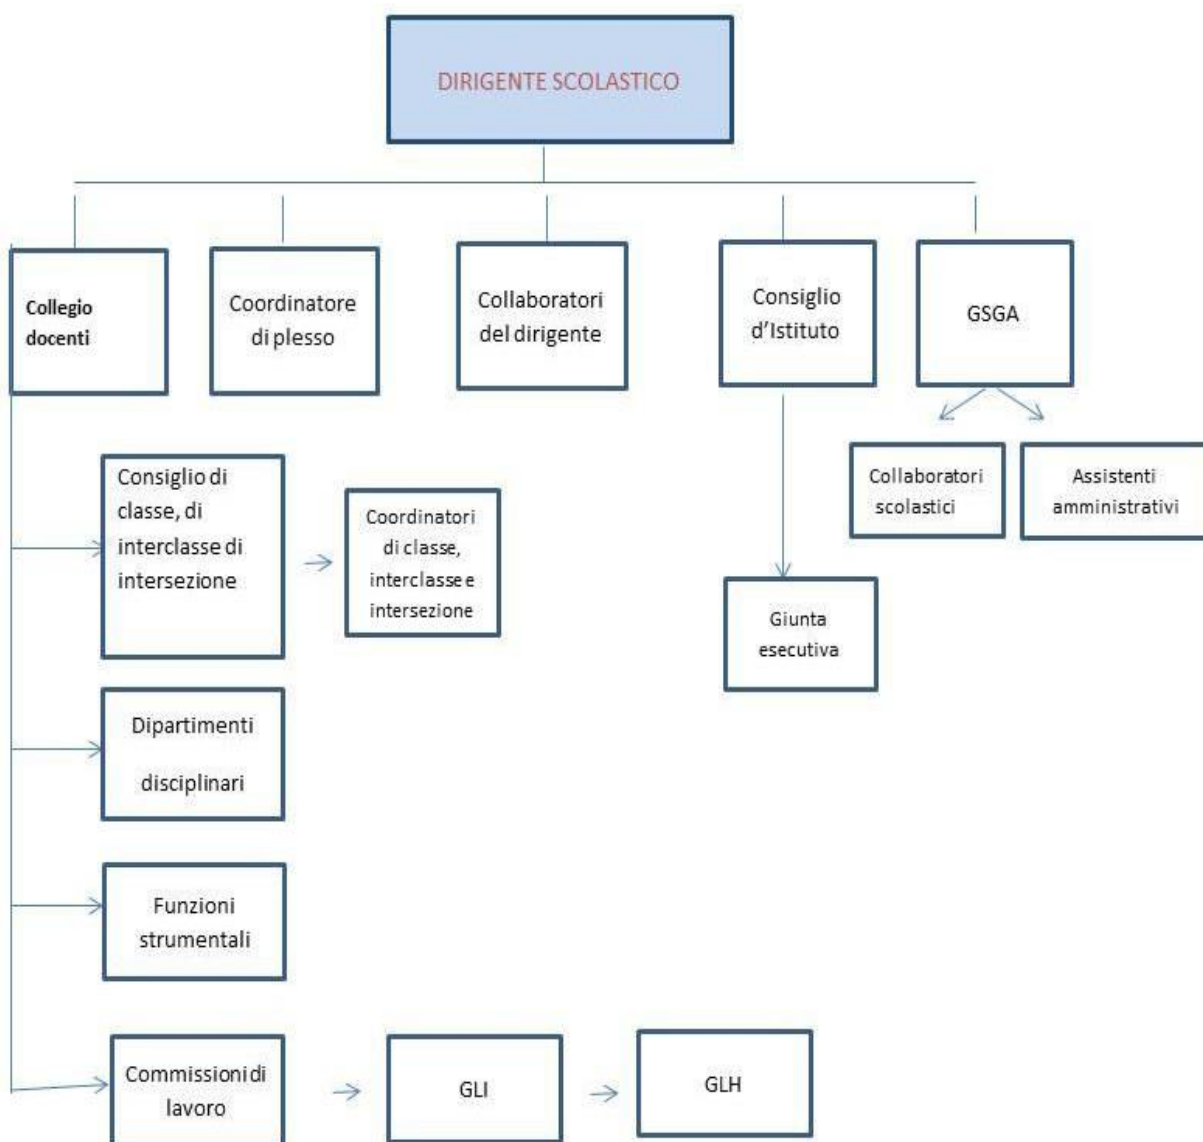 DIRIGENTE SCOLASTICO
Collegio
docenti
Coordinatore
di plesso
Collaboratori
del dirigente
Consiglio
d'Istituto
GSGA
Collaboratori
scolastici
Assistenti
amministrativi
Consiglio di
classe, di
interclasse di
intersezione
Coordinatori
di classe,
interclasse e
intersezione
Giunta
esecutiva
Dipartimenti
disciplinari
Funzioni
strumentali
Commissioni di
lavoro
GLI
GLH